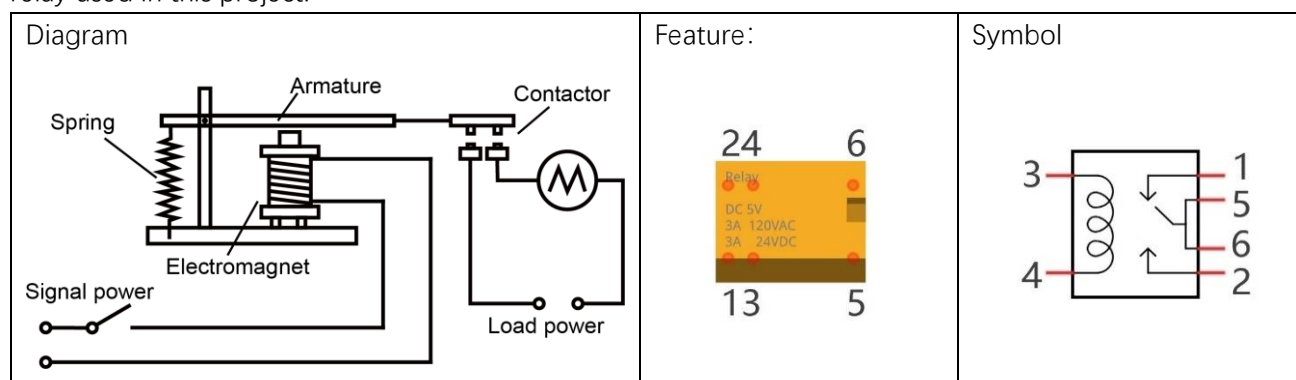 relay used in this project.
Diagram
Feature:
Symbol
Armature
Contactor
Spring
Electromagnet
Signal power
Load power
24 6
Relay
DC 5V
3A 120VAC
3A 24VDC
13 5
3
4
1
5
6
2